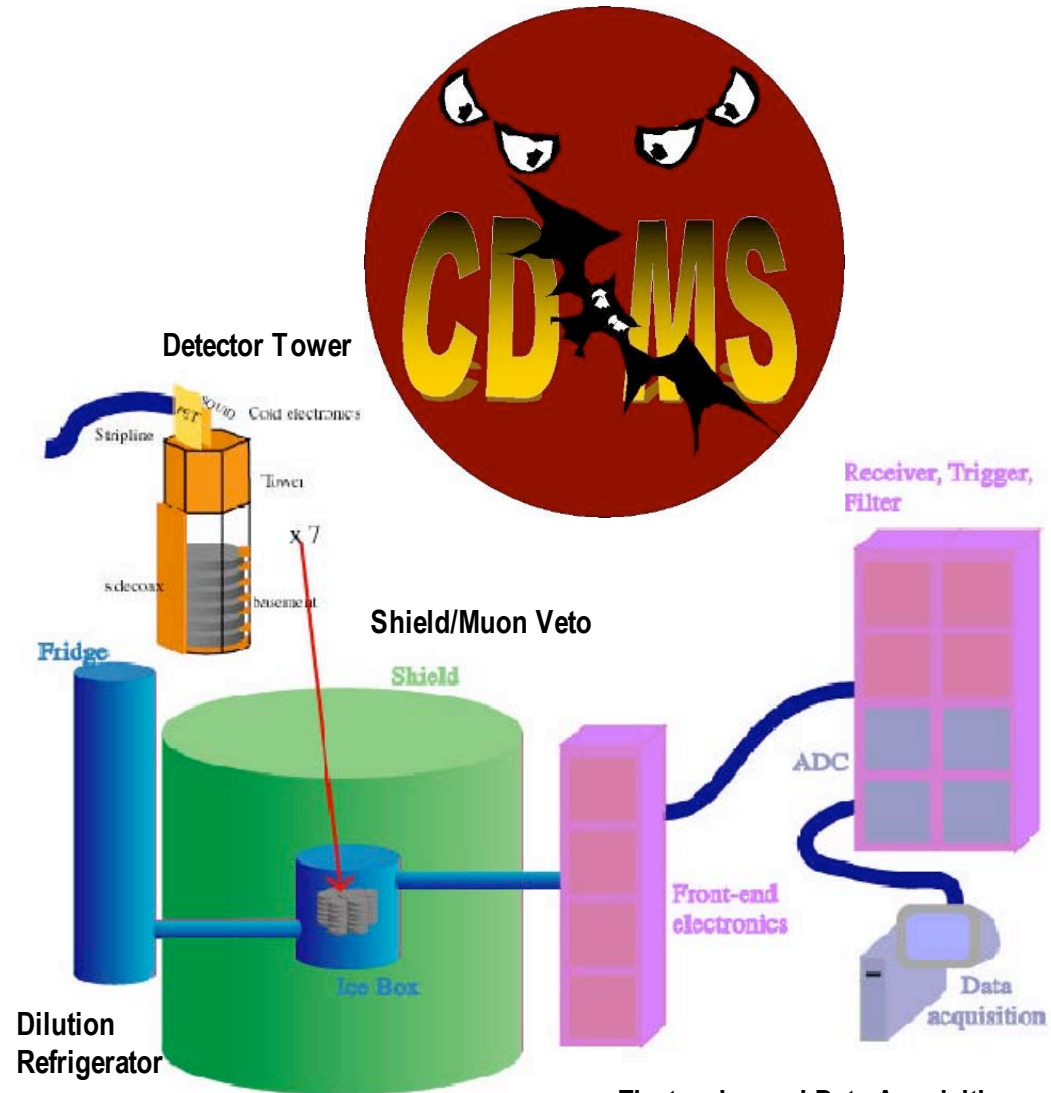 CDMS
Detector Tower
FET
SQUID
Cold electronics
Stripline
Tower
x 7
sidecoax
basement
Receiver, Trigger,
Filter
Shield/Muon Veto
Fridge
Shield
ADC
Front-end
electronics
Ice Box
Data
acquisition
Dilution
Refrigerator